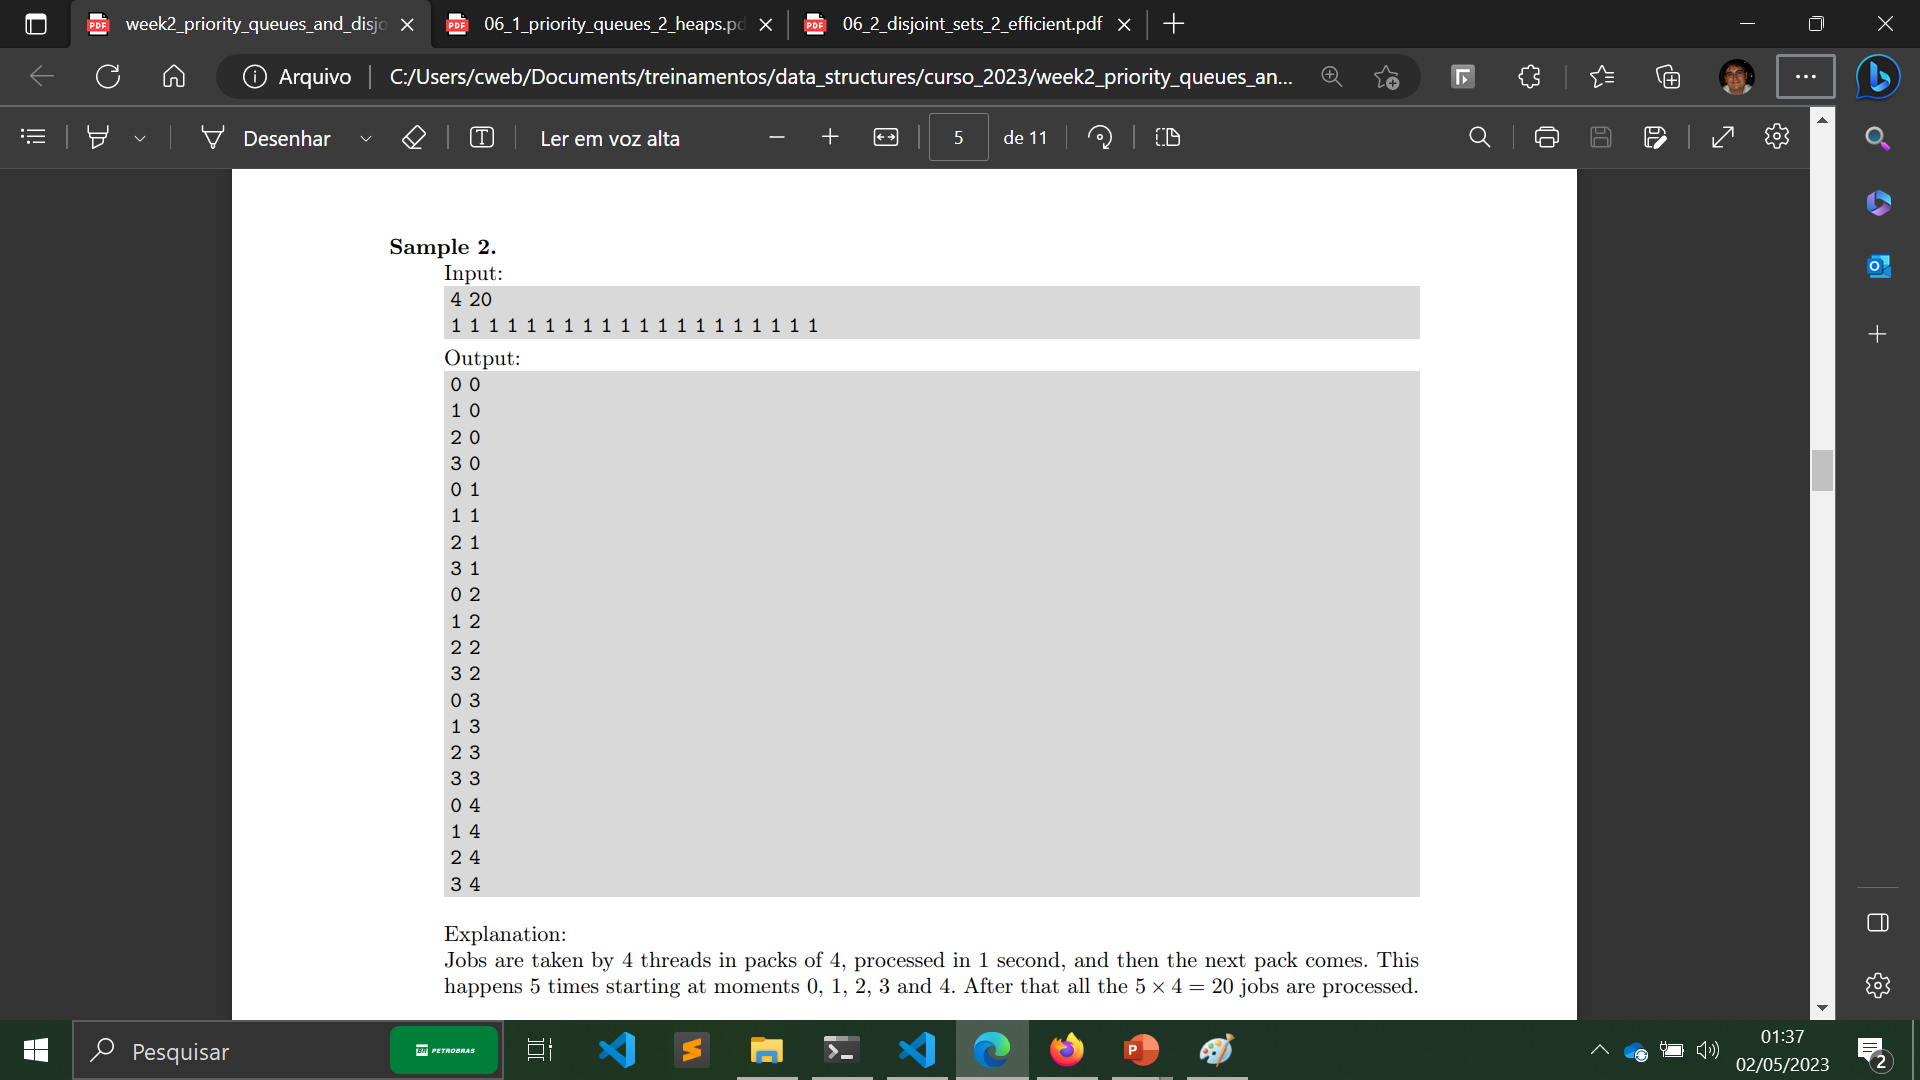 week2_priority_queues_and_disjo
06_1_priority_queues_2_heaps.pd
06_2_disjoint_sets_2_efficient.pdf
Arquivo
C:/Users/cweb/Documents/treinamentos/data_structures/curso_2023/week2_priority_queues_an...
Desenhar
Ler em voz alta
5
de 11
Sample 2.
Input:
4 20
1 1 1 1 1 1 1 1 1 1 1 1 1 1 1 1 1 1 1 1
Output:
0 0
1 0
2 0
3 0
0 1
1 1
2 1
3 1
0 2
1 2
2 2
3 2
0 3
1 3
2 3
3 3
0 4
1 4
2 4
3 4
Explanation:
Jobs are taken by 4 threads in packs of 4, processed in 1 second, and then the next pack comes. This
happens 5 times starting at moments 0, 1, 2, 3 and 4. After that all the 5 × 4 = 20 jobs are processed.
Pesquisar
BR PETROBRAS
01:37
02/05/2023
2